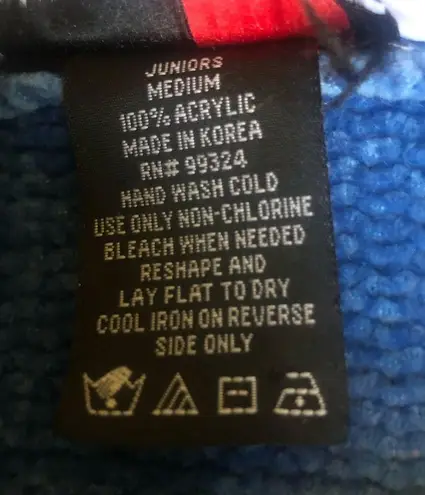 JUNIORS
MEDIUM
100% ACRYLIC
MADE IN KOREA
RN# 99324
HAND WASH COLD
USE ONLY NON-CHLORINE
BLEACH WHEN NEEDED
RESHAPE AND
LAY FLAT TO DRY
COOL IRON ON REVERSE
SIDE ONLY